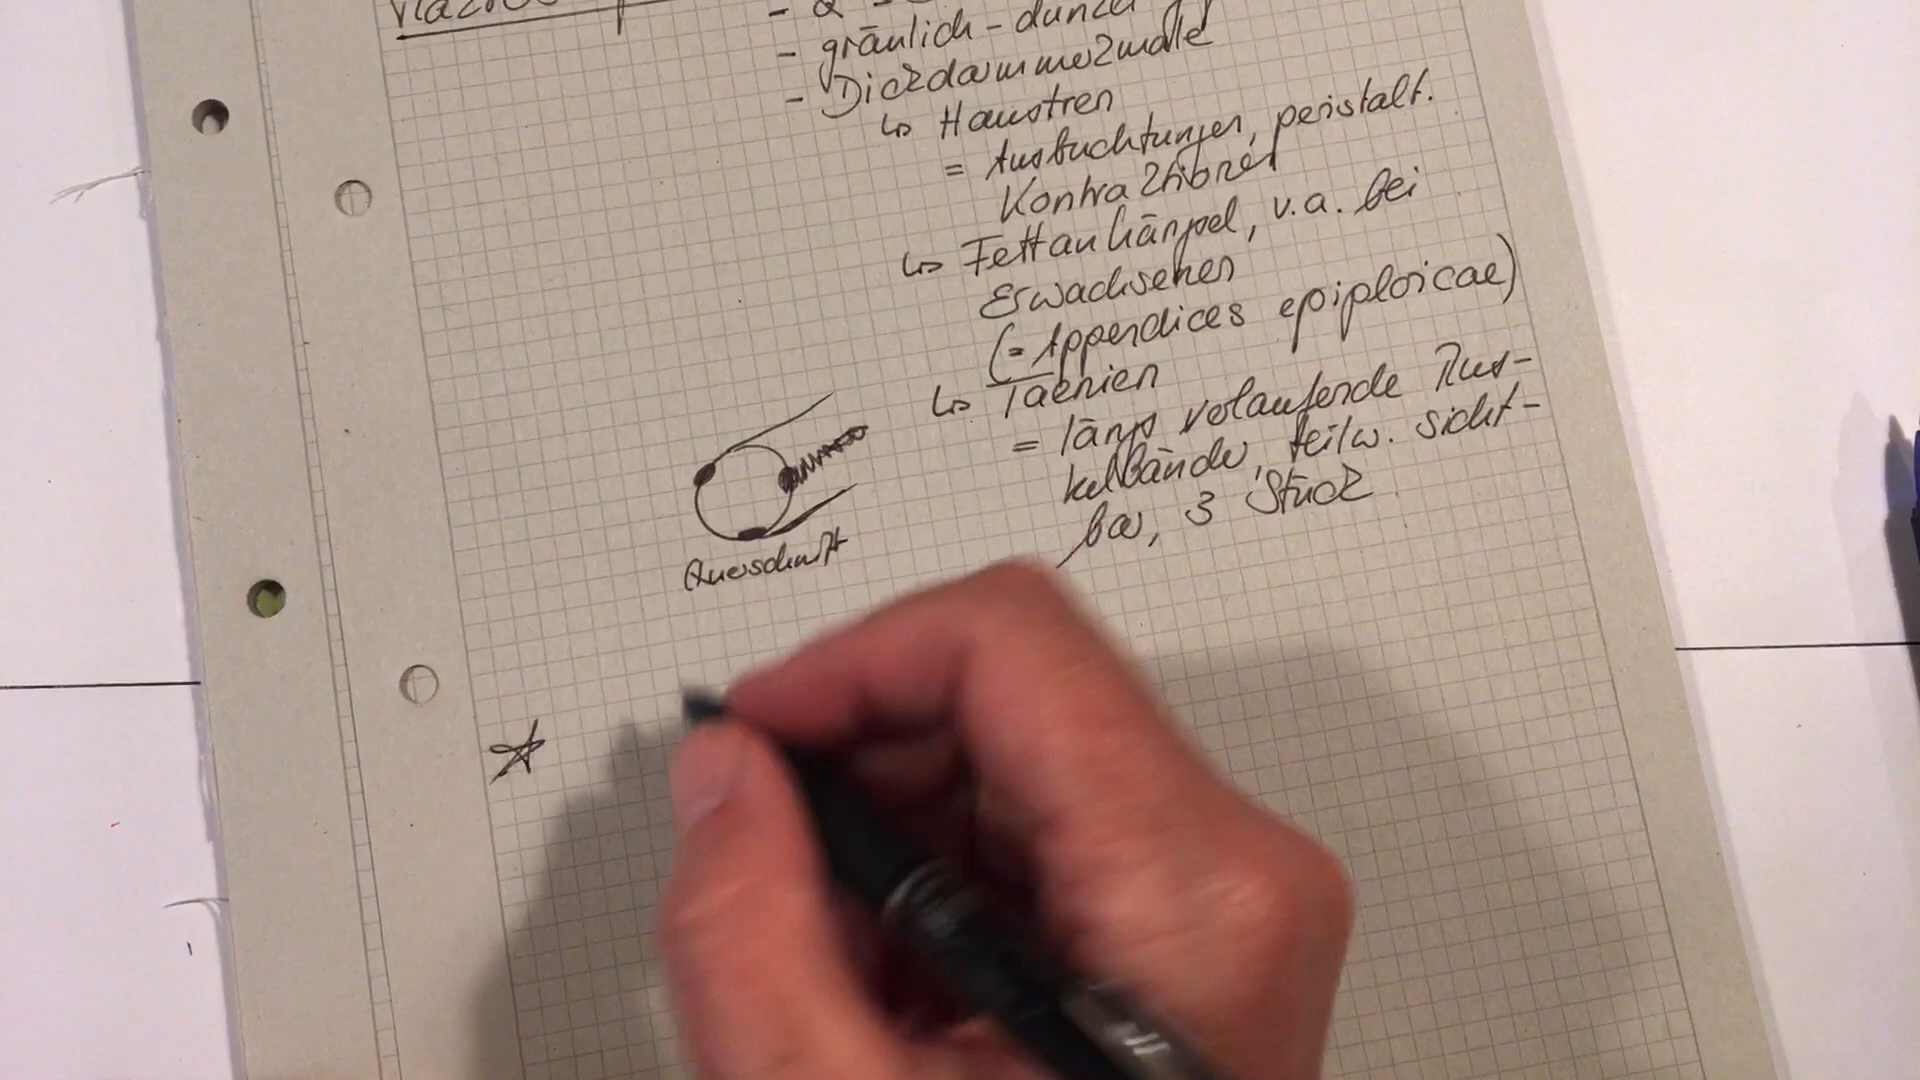 - gräulich - dunkel
- Dickdarmmerkmale
↳ Haustren
= Ausbuchtungen, peristalt.
Kontraktionen
↳ Fettanhängsel, v.a. bei
Erwachsenen
(= Appendices epiploicae)
↳ Taenien
= längs verlaufende Mus-
kelbänder, teilw. sicht-
bar, 3 Stück
Querschnitt